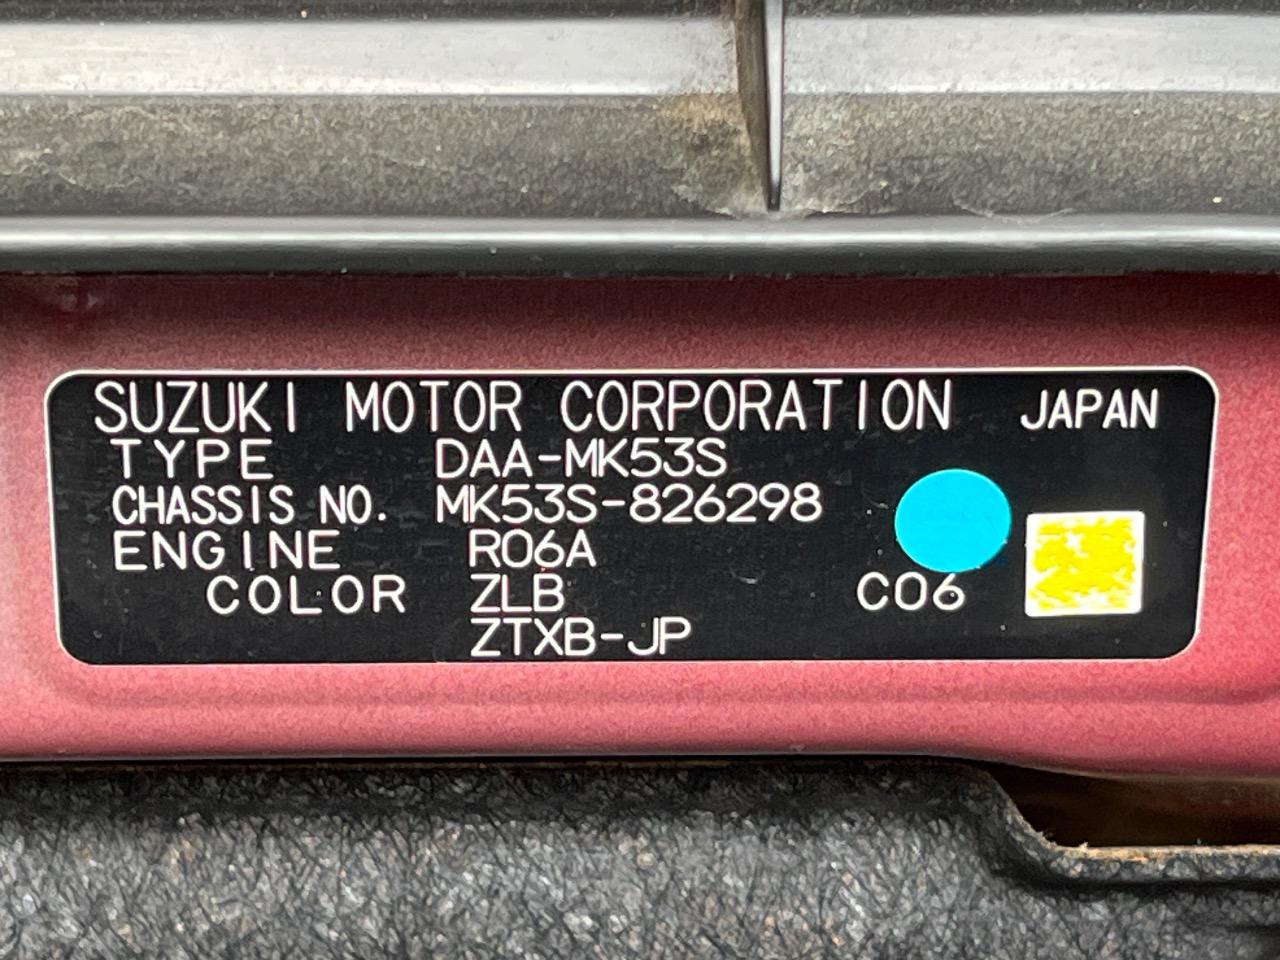 SUZUKI MOTOR CORPORATION JAPAN
TYPE DAA-MK53S
CHASSIS NO. MK53S-826298
ENGINE R06A
COLOR ZLB C06
ZTXB-JP